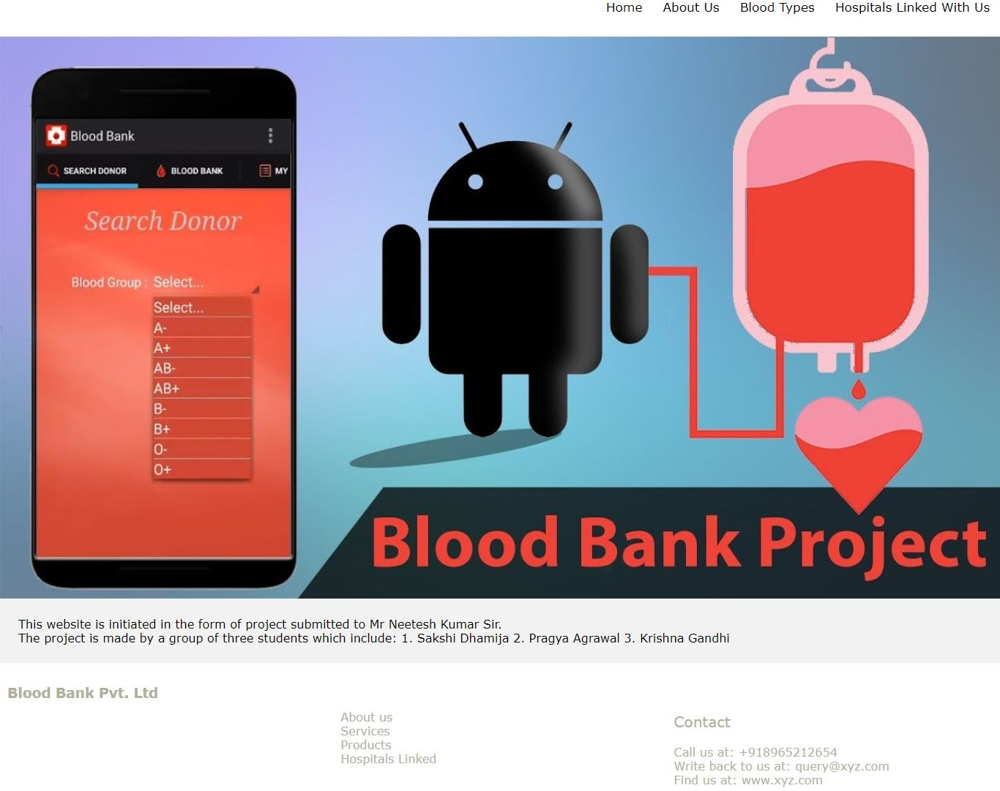 Home About Us Blood Types Hospitals Linked With Us
Blood Bank
SEARCH DONOR BLOOD BANK MY
Search Donor
Blood Group : Select...
Select...
A-
A+
AB-
AB+
B-
B+
O-
O+
Blood Bank Project
This website is initiated in the form of project submitted to Mr Neetesh Kumar Sir.
The project is made by a group of three students which include: 1. Sakshi Dhamija 2. Pragya Agrawal 3. Krishna Gandhi
Blood Bank Pvt. Ltd
About us
Services
Products
Hospitals Linked
Contact
Call us at: +918965212654
Write back to us at: query@xyz.com
Find us at: www.xyz.com